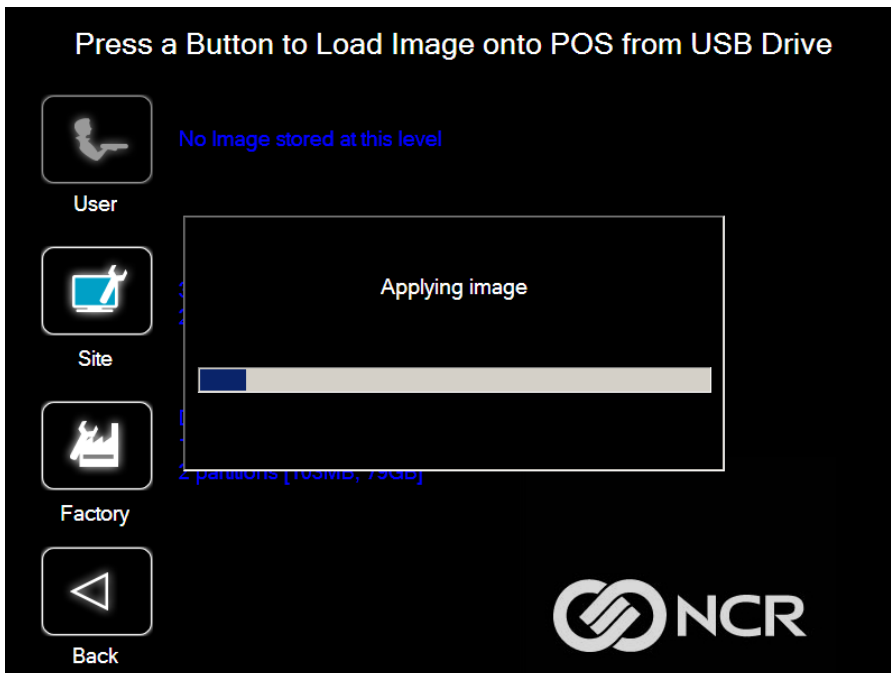 Press a Button to Load Image onto POS from USB Drive
No Image stored at this level
User
Applying image
Site
2 partitions [103MB, 79GB]
Factory
NCR
Back